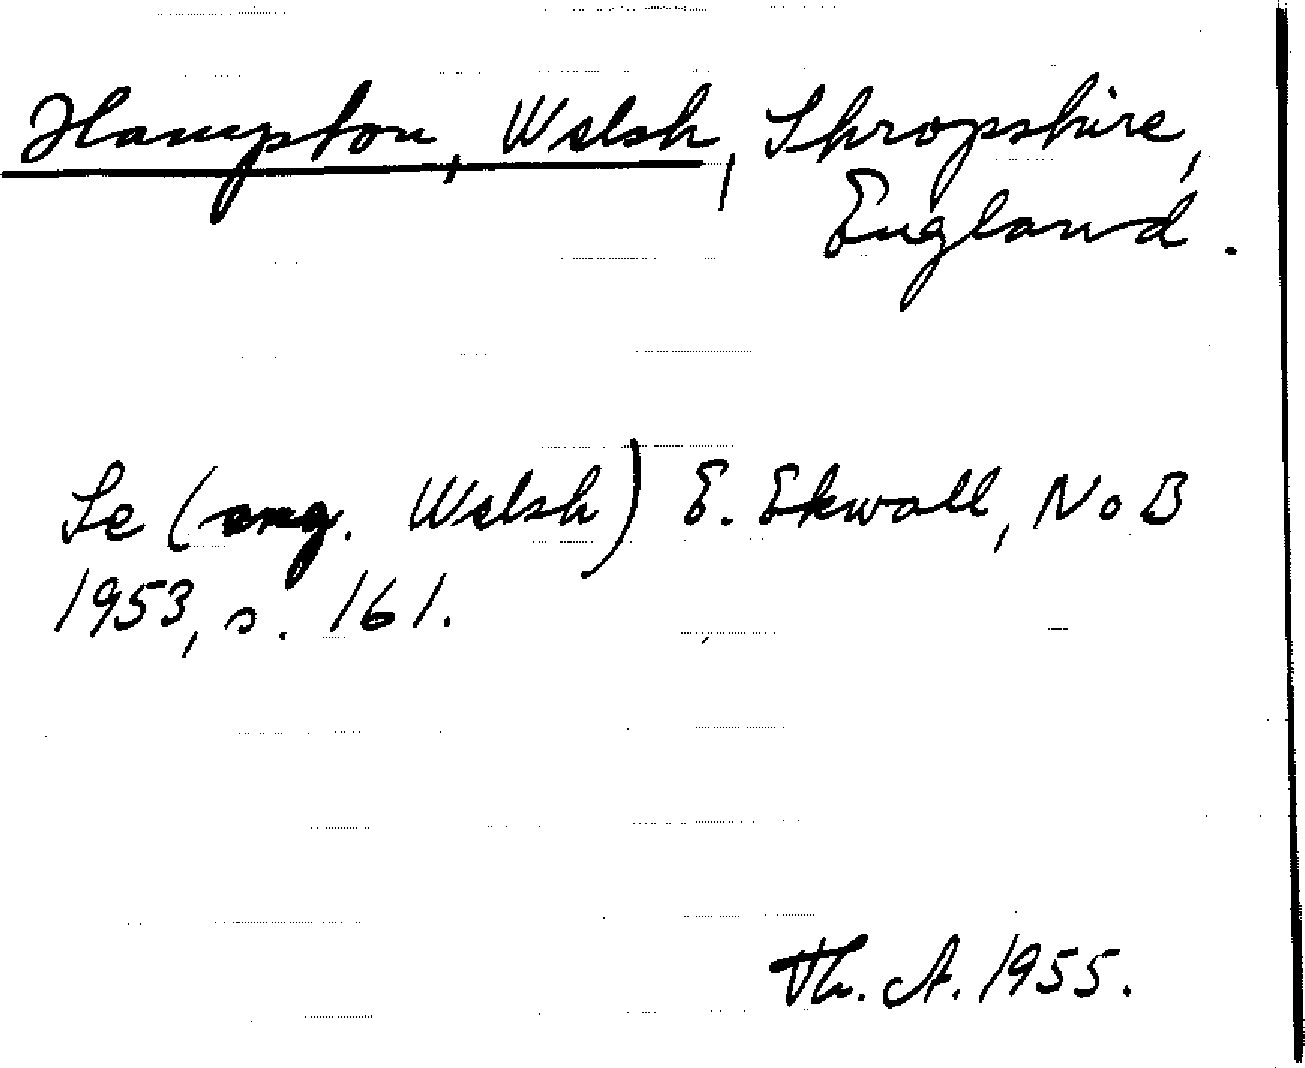 Hampton, Welsh, Shropshire,
England.
Se (ang. Welsh) E. Ekwall, NoB
1953, s. 161.
Th. A. 1955.